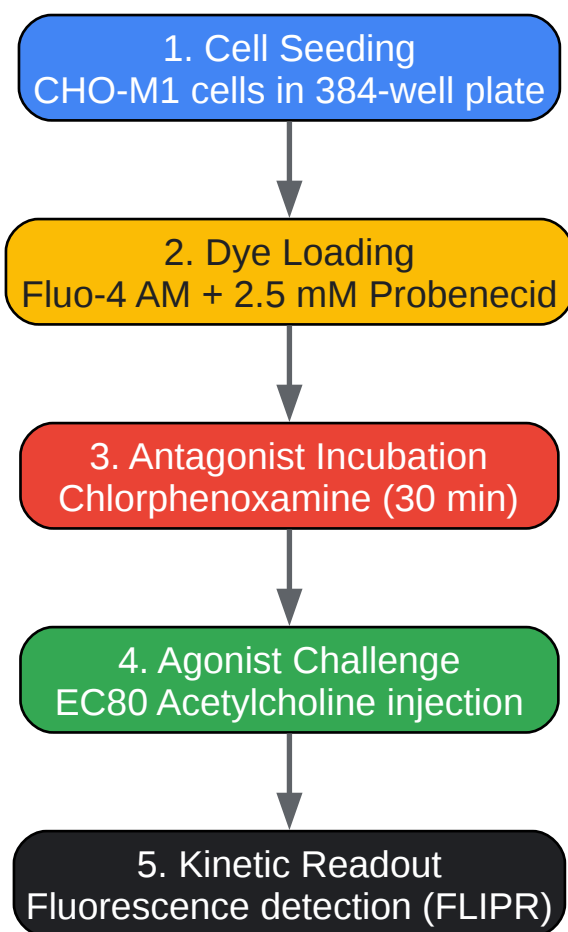 1. Cell Seeding
CHO-M1 cells in 384-well plate
2. Dye Loading
Fluo-4 AM + 2.5 mM Probenecid
3. Antagonist Incubation
Chlorphenoxamine (30 min)
4. Agonist Challenge
EC80 Acetylcholine injection
5. Kinetic Readout
Fluorescence detection (FLIPR)